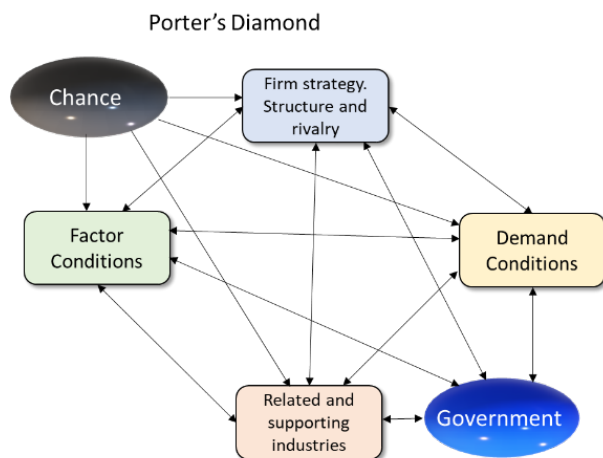 Porter's Diamond
Chance
Firm strategy.
Structure and
rivalry
Factor
Conditions
Demand
Conditions
Related and
supporting
industries
Government